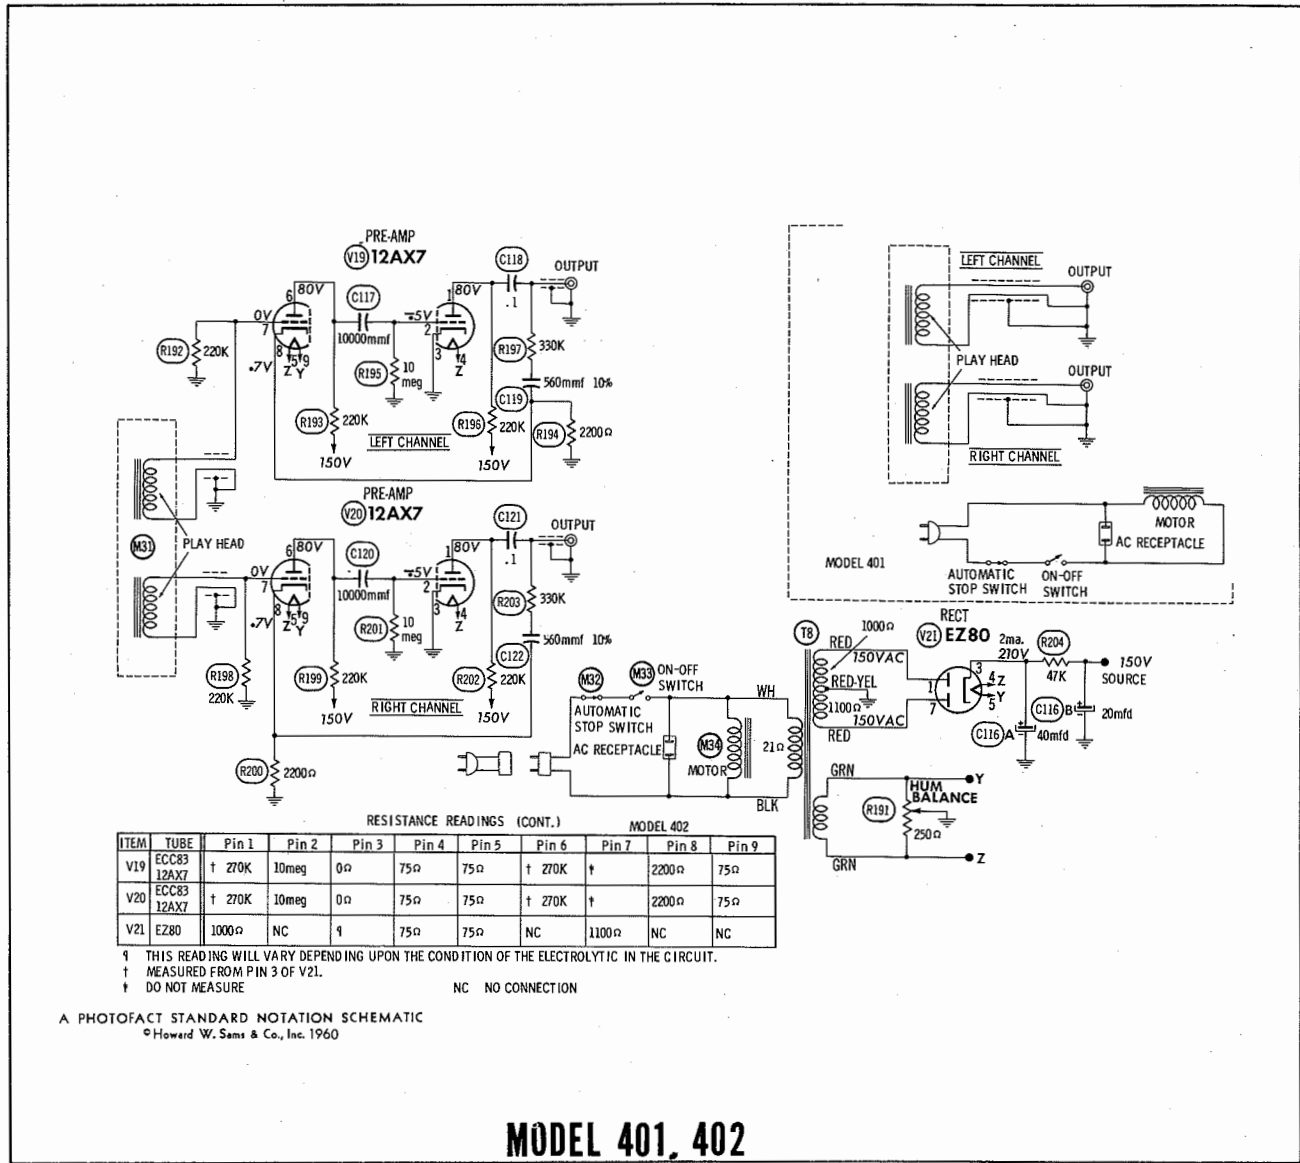 PRE-AMP
V19 12AX7
6 80V
C117
10000mmf
0V
7
8
.7V
5 9
Z Y
R192 220K
-.5V
2
3
1 80V
4
Z
R195 10 meg
C118
.1
OUTPUT
R197 330K
560mmf 10%
C119
R193 220K
150V
LEFT CHANNEL
R196 220K
150V
R194 2200Ω
PRE-AMP
V20 12AX7
6 80V
C120
10000mmf
0V
7
8
.7V
5 9
Z Y
-.5V
2
3
1 80V
4
Z
R201 10 meg
C121
.1
OUTPUT
R203 330K
560mmf 10%
C122
M31
PLAY HEAD
R198
220K
R199 220K
150V
RIGHT CHANNEL
R202 220K
150V
R200 2200Ω
LEFT CHANNEL
OUTPUT
PLAY HEAD
OUTPUT
RIGHT CHANNEL
MODEL 401
MOTOR
AC RECEPTACLE
AUTOMATIC STOP SWITCH
ON-OFF SWITCH
M32
AUTOMATIC STOP SWITCH
M33 ON-OFF SWITCH
AC RECEPTACLE
M34
MOTOR
WH
21Ω
BLK
T8
RED
1000Ω
150VAC
RED-YEL
1100Ω
150VAC
RED
RECT
V21 EZ80
1
7
3
4 Z
5 Y
2ma.
210V
R204
47K
150V
SOURCE
C116 A 40mfd
C116 B 20mfd
GRN
Y
HUM BALANCE
R191
250Ω
GRN
Z
RESISTANCE READINGS (CONT.) MODEL 402
ITEM TUBE Pin 1 Pin 2 Pin 3 Pin 4 Pin 5 Pin 6 Pin 7 Pin 8 Pin 9
V19 ECC83 12AX7 † 270K 10meg 0Ω 75Ω 75Ω † 270K ‡ 2200Ω 75Ω
V20 ECC83 12AX7 † 270K 10meg 0Ω 75Ω 75Ω † 270K ‡ 2200Ω 75Ω
V21 EZ80 1000Ω NC ¶ 75Ω 75Ω NC 1100Ω NC NC
¶ THIS READING WILL VARY DEPENDING UPON THE CONDITION OF THE ELECTROLYTIC IN THE CIRCUIT.
† MEASURED FROM PIN 3 OF V21.
‡ DO NOT MEASURE NC NO CONNECTION
A PHOTOFACT STANDARD NOTATION SCHEMATIC
© Howard W. Sams & Co., Inc. 1960
MODEL 401, 402